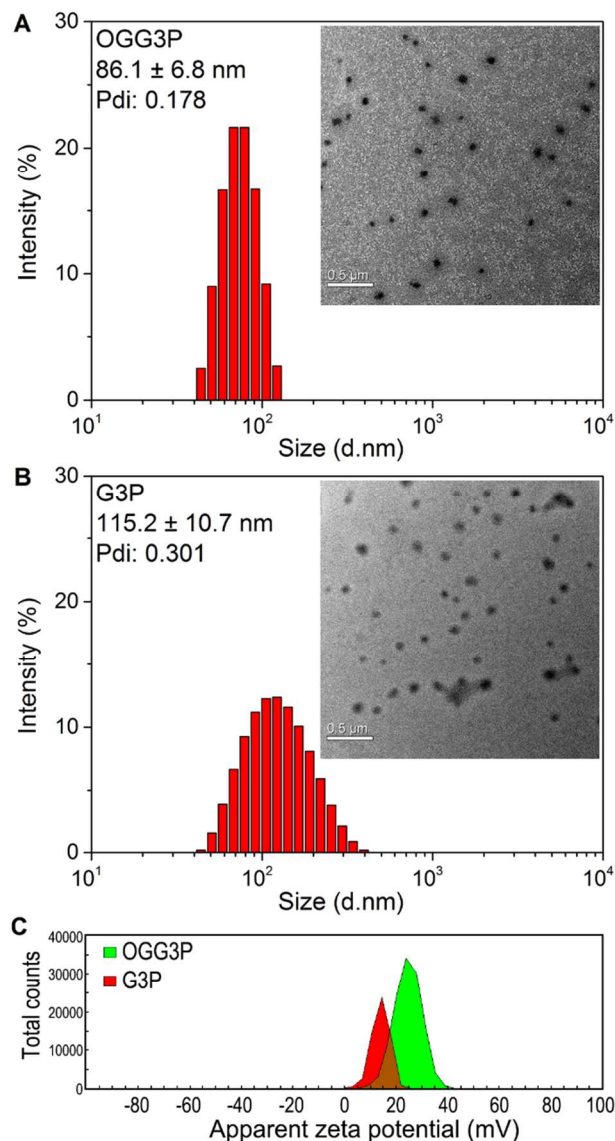 A
OGG3P
86.1 ± 6.8 nm
Pdi: 0.178
30
20
10
0
Intensity (%)
0.5 µm
10¹ 10² 10³ 10⁴
Size (d.nm)
B
G3P
115.2 ± 10.7 nm
Pdi: 0.301
30
20
10
0
Intensity (%)
0.5 µm
10¹ 10² 10³ 10⁴
Size (d.nm)
C
OGG3P
G3P
40000
30000
20000
10000
0
Total counts
-80 -60 -40 -20 0 20 40 60 80 100
Apparent zeta potential (mV)